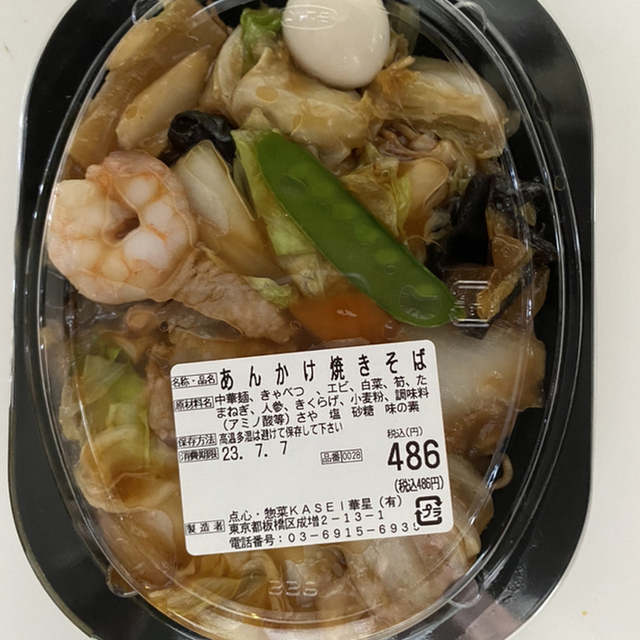 名称・品名 あんかけ焼きそば
原材料名 中華麺、きゃべつ 、エビ、白菜、筍、た
まねぎ、人参、きくらげ、小麦粉、調味料
（アミノ酸等）さや 塩 砂糖 味の素
保存方法 高温多湿は避けて保存して下さい
消費期限 23. 7. 7 品番 0028
税込(円)
486
(税込486円)
プラ
製造者 点心・惣菜KASEI華星（有）
東京都板橋区成増2-13-1
電話番号：03-6915-693